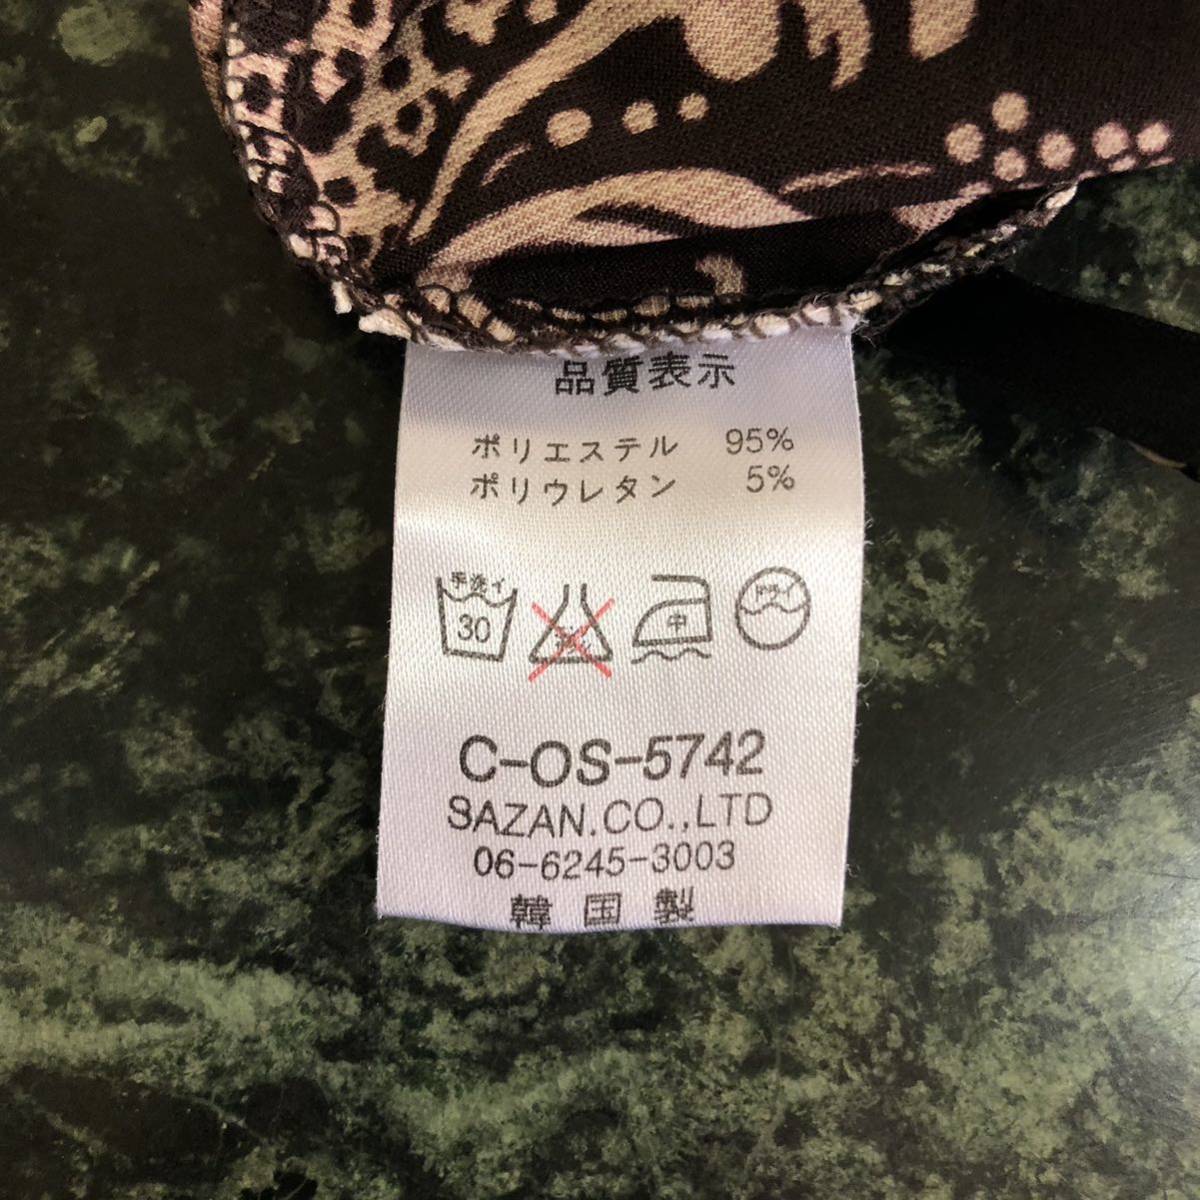 品質表示
ポリエステル 95%
ポリウレタン 5%
手洗イ 30 中 ドライ
C-OS-5742
SAZAN.CO.,LTD
06-6245-3003
韓国製